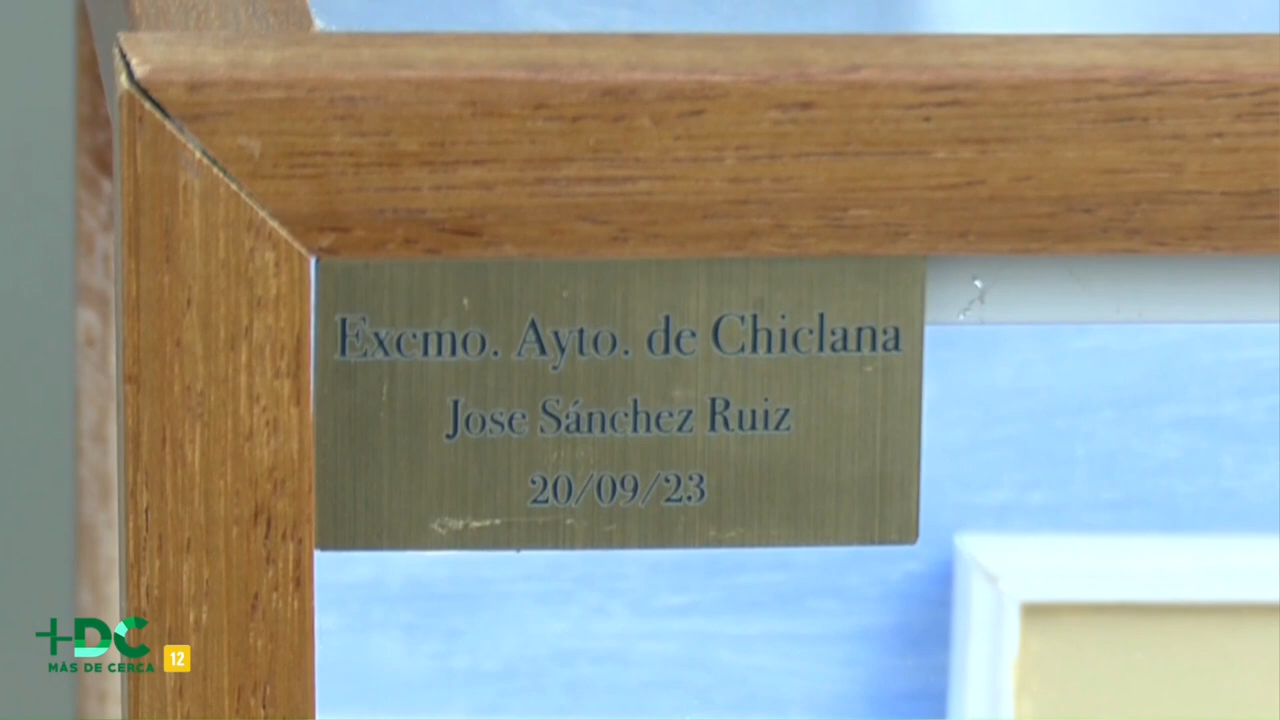 Excmo. Ayto. de Chiclana
Jose Sánchez Ruiz
20/09/23
+DC
MÁS DE CERCA
12